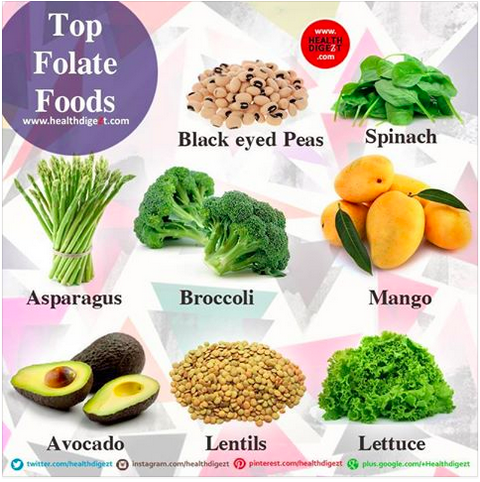 Top
Folate
Foods
www.healthdigezt.com
www.
HEALTH
DIGEZT
.com
Black eyed Peas
Spinach
Asparagus
Broccoli
Mango
Avocado
Lentils
Lettuce
twitter.com/healthdigezt
instagram.com/healthdigezt
pinterest.com/healthdigezt
plus.google.com/+Healthdigezt